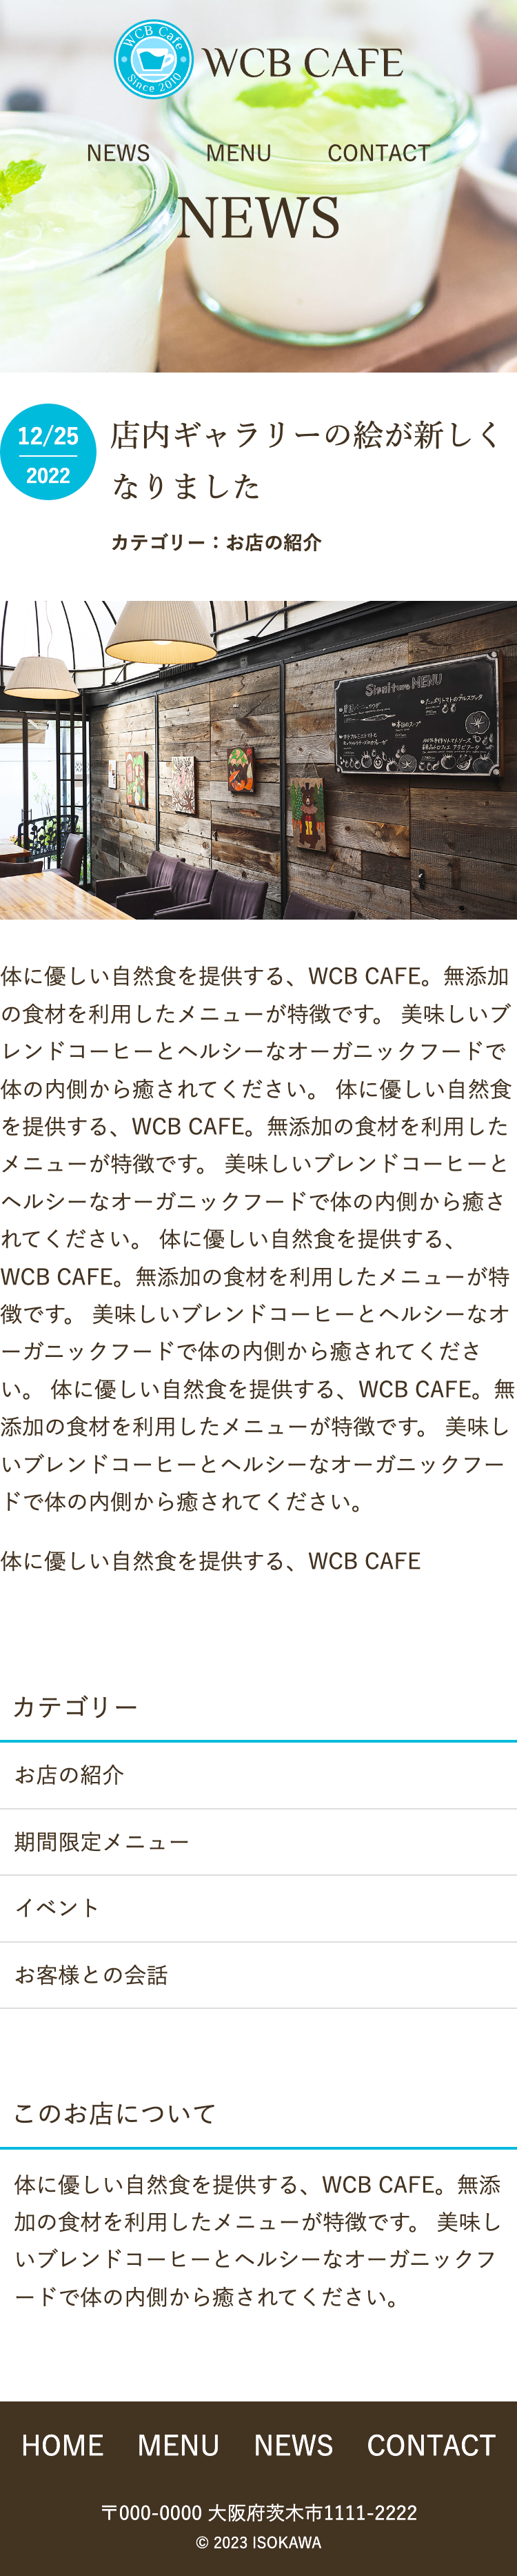 WCB Cafe
Since 2010
WCB CAFE
NEWS MENU CONTACT
NEWS
12/25
2022
店内ギャラリーの絵が新しく
なりました
カテゴリー：お店の紹介
MENU
体に優しい自然食を提供する、WCB CAFE。無添加
の食材を利用したメニューが特徴です。 美味しいブ
レンドコーヒーとヘルシーなオーガニックフードで
体の内側から癒されてください。 体に優しい自然食
を提供する、WCB CAFE。無添加の食材を利用した
メニューが特徴です。 美味しいブレンドコーヒーと
ヘルシーなオーガニックフードで体の内側から癒さ
れてください。 体に優しい自然食を提供する、
WCB CAFE。無添加の食材を利用したメニューが特
徴です。 美味しいブレンドコーヒーとヘルシーなオ
ーガニックフードで体の内側から癒されてくださ
い。 体に優しい自然食を提供する、WCB CAFE。無
添加の食材を利用したメニューが特徴です。 美味し
いブレンドコーヒーとヘルシーなオーガニックフー
ドで体の内側から癒されてください。
体に優しい自然食を提供する、WCB CAFE
カテゴリー
お店の紹介
期間限定メニュー
イベント
お客様との会話
このお店について
体に優しい自然食を提供する、WCB CAFE。無添
加の食材を利用したメニューが特徴です。 美味し
いブレンドコーヒーとヘルシーなオーガニックフ
ードで体の内側から癒されてください。
HOME MENU NEWS CONTACT
〒000-0000 大阪府茨木市1111-2222
© 2023 ISOKAWA